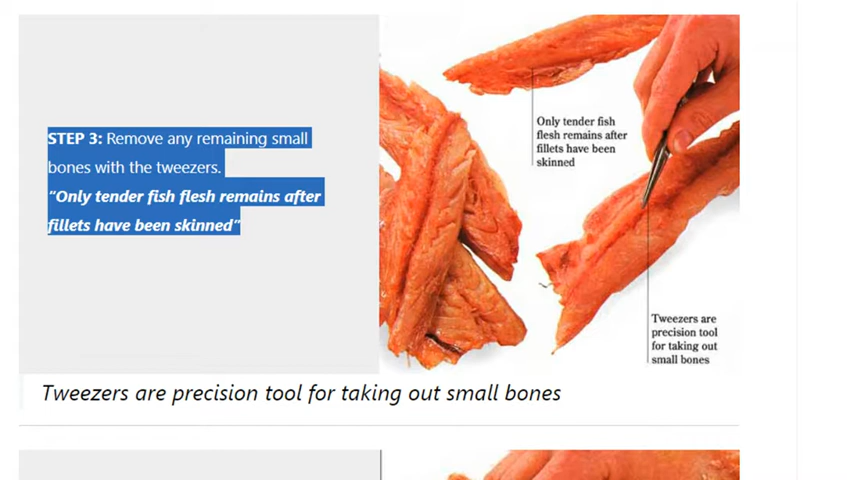 STEP 3: Remove any remaining small
bones with the tweezers.
"Only tender fish flesh remains after
fillets have been skinned"
Only tender fish
flesh remains after
fillets have been
skinned
Tweezers are
precision tool
for taking out
small bones
Tweezers are precision tool for taking out small bones